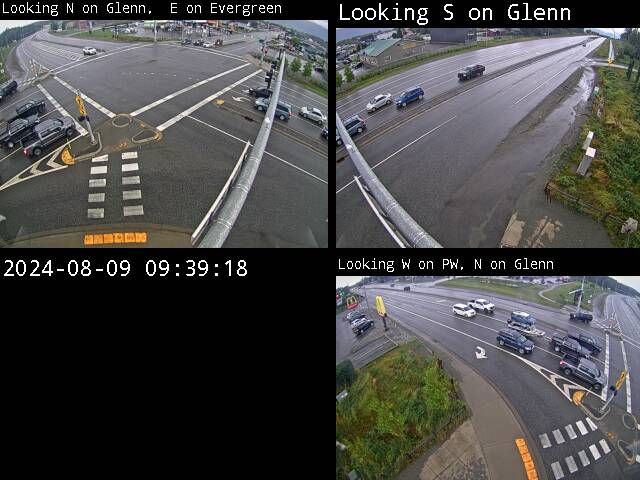 Looking N on Glenn,  E on Evergreen
Looking S on Glenn
2024-08-09 09:39:18
Looking W on PW, N on Glenn